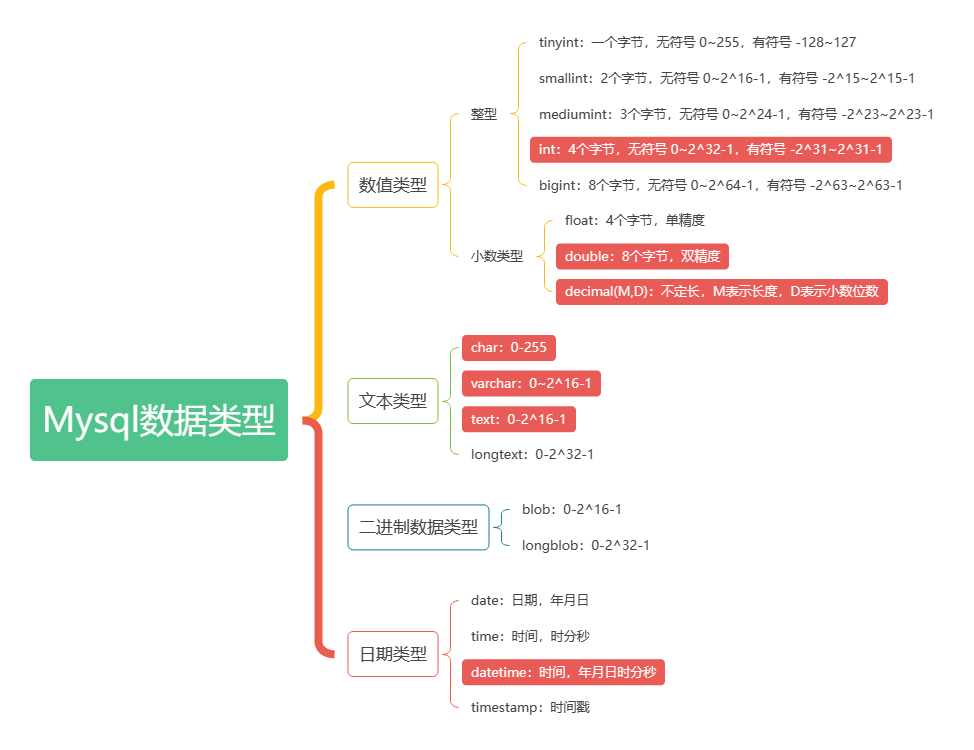 Mysql数据类型
数值类型
整型
tinyint：一个字节，无符号 0~255，有符号 -128~127
smallint：2个字节，无符号 0~2^16-1，有符号 -2^15~2^15-1
mediumint：3个字节，无符号 0~2^24-1，有符号 -2^23~2^23-1
int：4个字节，无符号 0~2^32-1，有符号 -2^31~2^31-1
bigint：8个字节，无符号 0~2^64-1，有符号 -2^63~2^63-1
小数类型
float：4个字节，单精度
double：8个字节，双精度
decimal(M,D)：不定长，M表示长度，D表示小数位数
文本类型
char：0-255
varchar：0~2^16-1
text：0-2^16-1
longtext：0-2^32-1
二进制数据类型
blob：0-2^16-1
longblob：0-2^32-1
日期类型
date：日期，年月日
time：时间，时分秒
datetime：时间，年月日时分秒
timestamp：时间戳